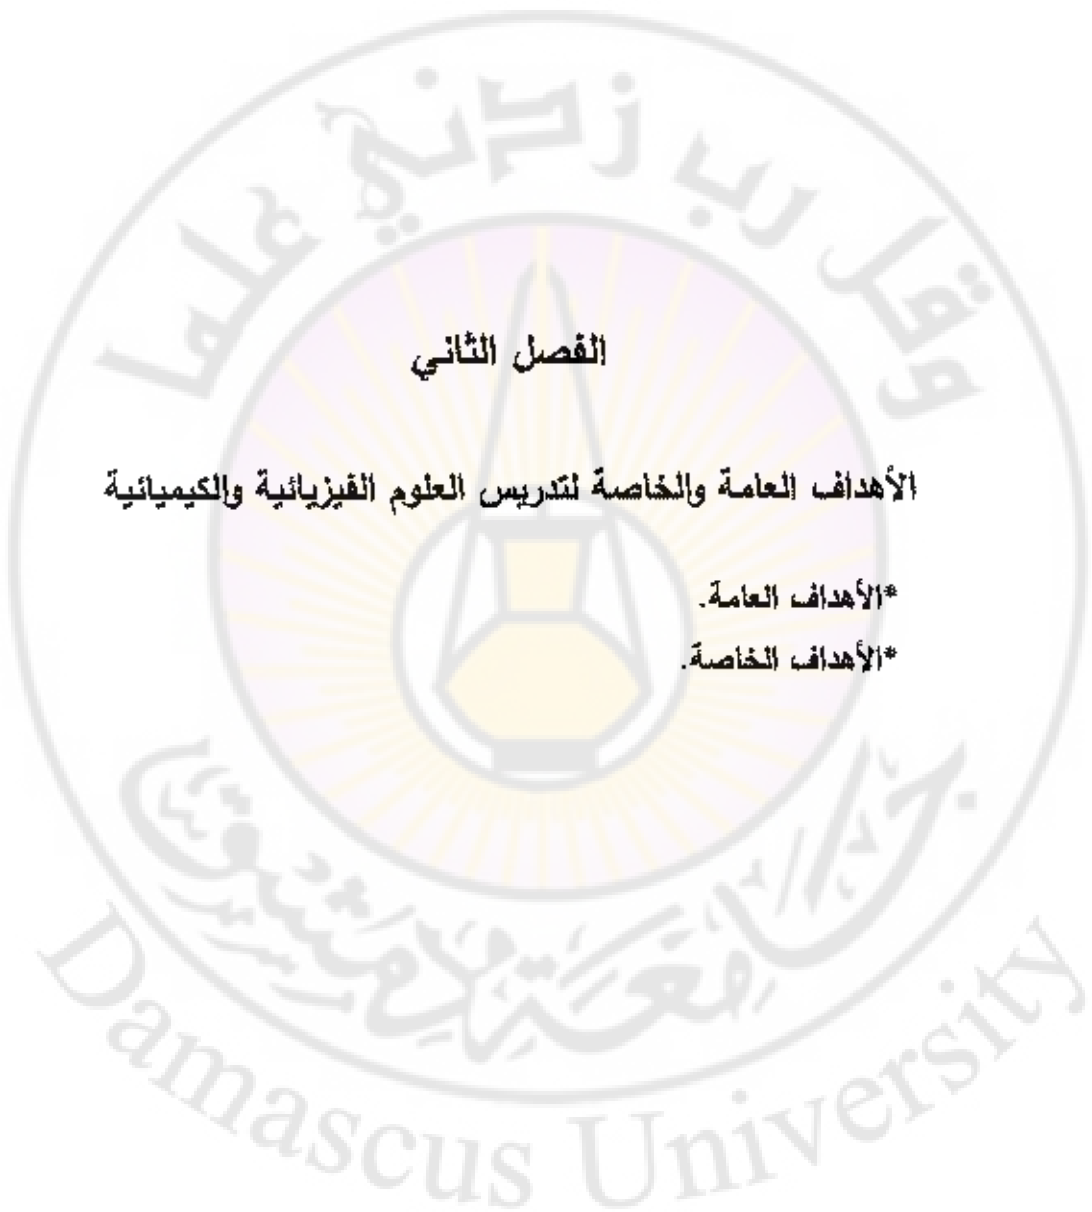 وقل رب زدني علما
الفصل الثاني
الأهداف العامة والخاصة لتدريس العلوم الفيزيائية والكيميائية
*الأهداف العامة.
*الأهداف الخاصة.
جامعة دمشق
Damascus University